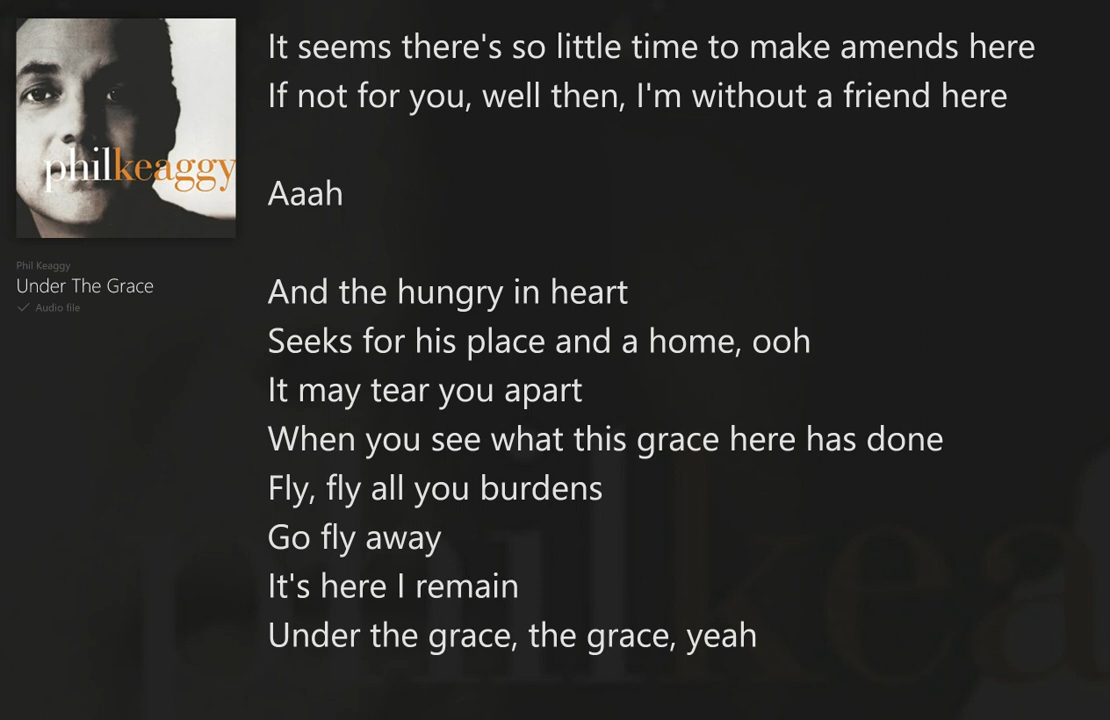 philkeaggy
Phil Keaggy
Under The Grace
Audio file
It seems there's so little time to make amends here
If not for you, well then, I'm without a friend here
Aaah
And the hungry in heart
Seeks for his place and a home, ooh
It may tear you apart
When you see what this grace here has done
Fly, fly all you burdens
Go fly away
It's here I remain
Under the grace, the grace, yeah
philkea